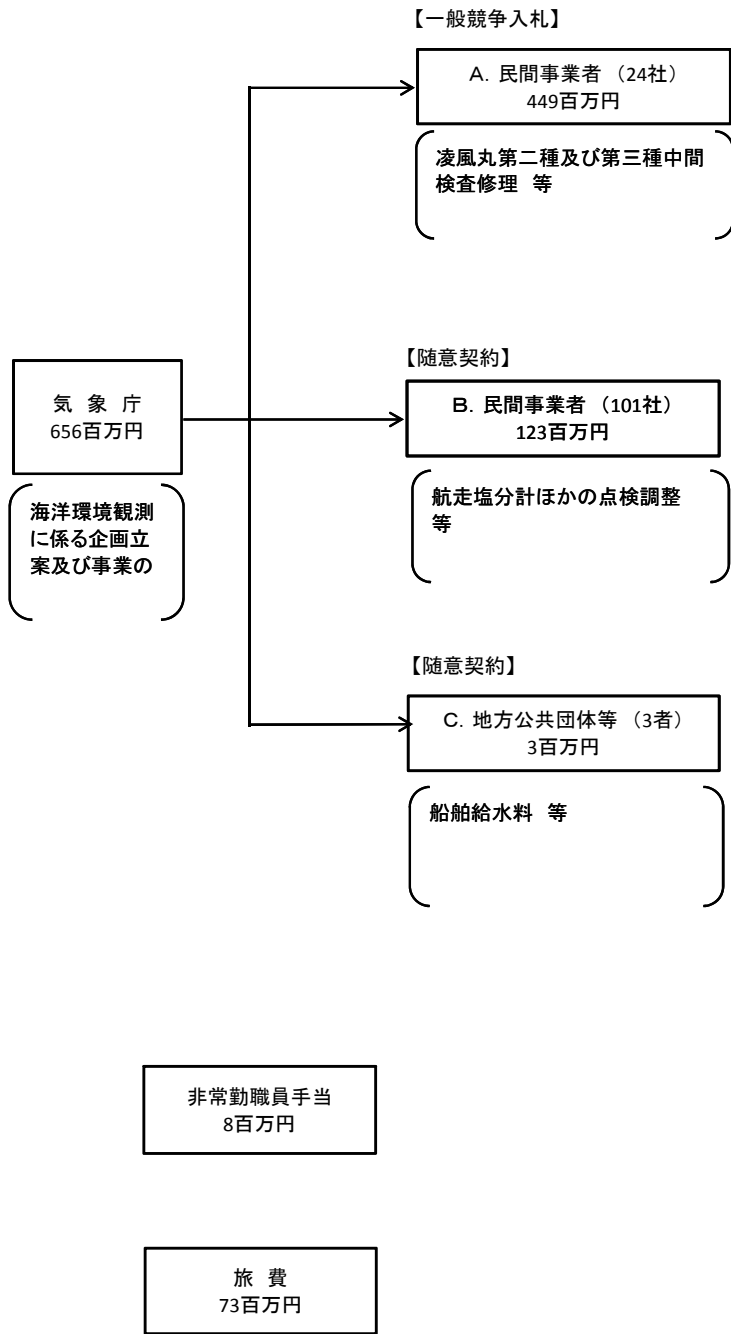 【一般競争入札】
A. 民間事業者 （24社）
449百万円
凌風丸第二種及び第三種中間
検査修理 等
【随意契約】
気 象 庁
656百万円
B. 民間事業者 （101社）
123百万円
海洋環境観測
に係る企画立
案及び事業の
航走塩分計ほかの点検調整
等
【随意契約】
C. 地方公共団体等 （3者）
3百万円
船舶給水料 等
非常勤職員手当
8百万円
旅 費
73百万円